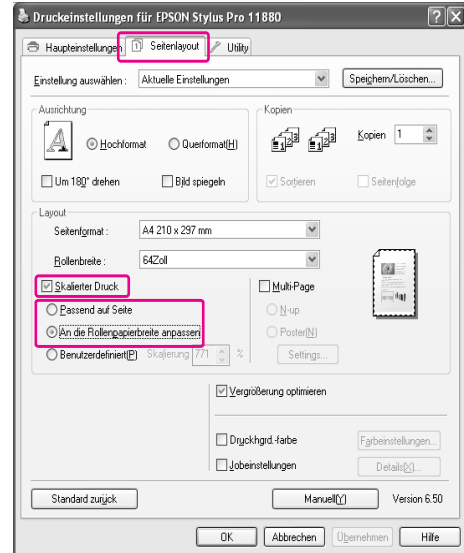 Druckeinstellungen für EPSON Stylus Pro 11880
Haupteinstellungen Seitenlayout Utility
Einstellung auswählen : Aktuelle Einstellungen Speichern/Löschen...
Ausrichtung Kopien
A Hochformat Querformat(H) Kopien 1
Um 180° drehen Bild spiegeln Sortieren Seitenfolge
Layout
Seitenformat : A4 210 x 297 mm
Rollenbreite : 64Zoll
Skalierter Druck Multi-Page
Passend auf Seite N-up
An die Rollenpapierbreite anpassen Poster(N)
Benutzerdefiniert(P) Skalierung 771 % Settings...
Vergrößerung optimieren
Druckhgrd.-farbe Farbeinstellungen...
Jobeinstellungen Details(X)...
Standard zurück Manuell(Y) Version 6.50
OK Abbrechen Übernehmen Hilfe